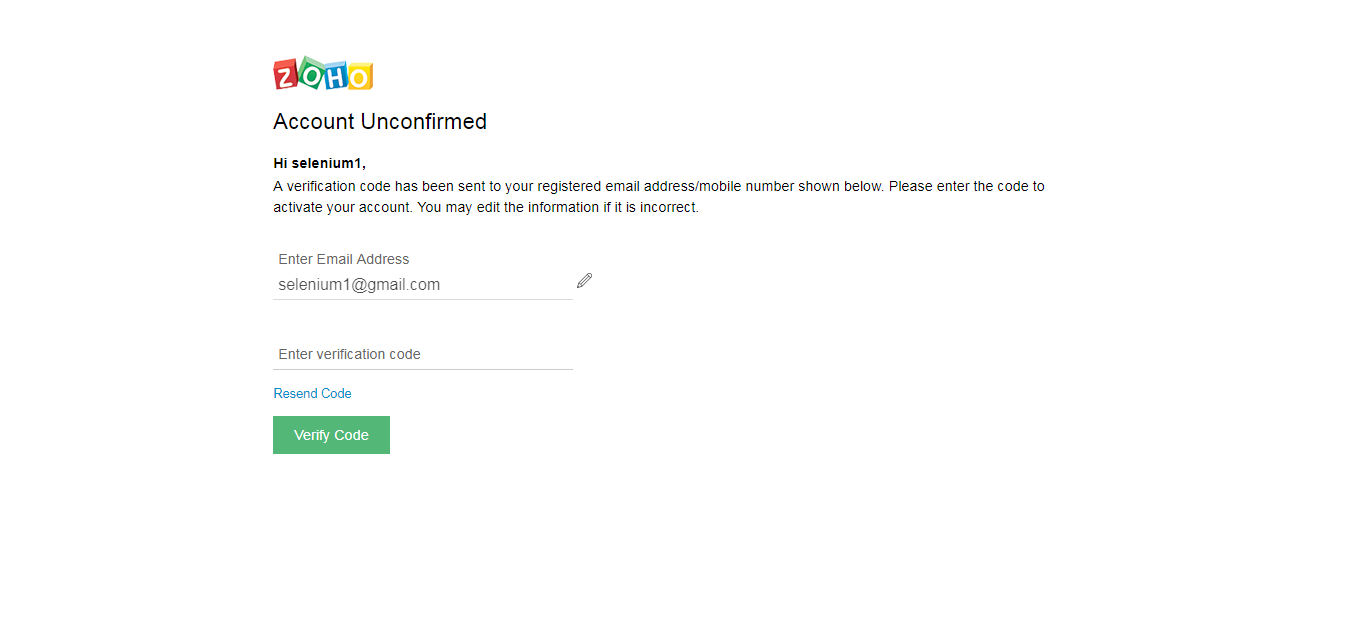 ZOHO
Account Unconfirmed
Hi selenium1,
A verification code has been sent to your registered email address/mobile number shown below. Please enter the code to
activate your account. You may edit the information if it is incorrect.
Enter Email Address
selenium1@gmail.com
Enter verification code
Resend Code
Verify Code